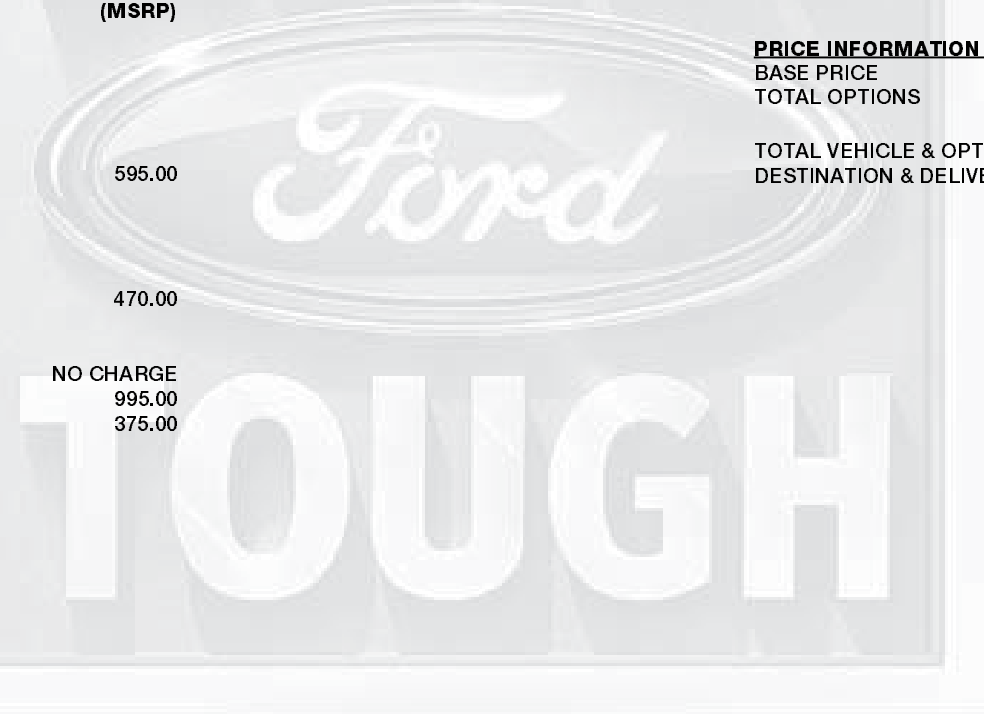 (MSRP)
PRICE INFORMATION
BASE PRICE
TOTAL OPTIONS
TOTAL VEHICLE & OPT
DESTINATION & DELIVE
595.00
470.00
NO CHARGE
995.00
375.00
Ford
TOUGH